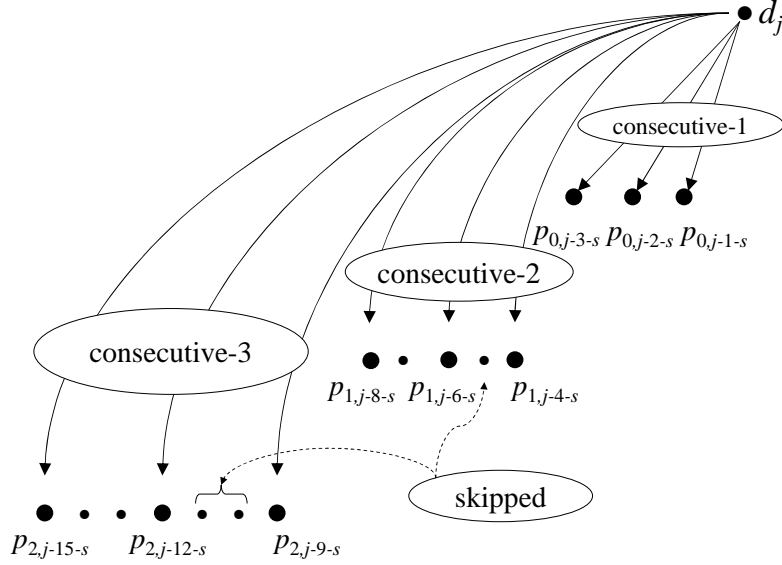 d_j
consecutive-1
p_{0,j-3-s} p_{0,j-2-s} p_{0,j-1-s}
consecutive-2
consecutive-3
p_{1,j-8-s} p_{1,j-6-s} p_{1,j-4-s}
skipped
p_{2,j-15-s} p_{2,j-12-s} p_{2,j-9-s}